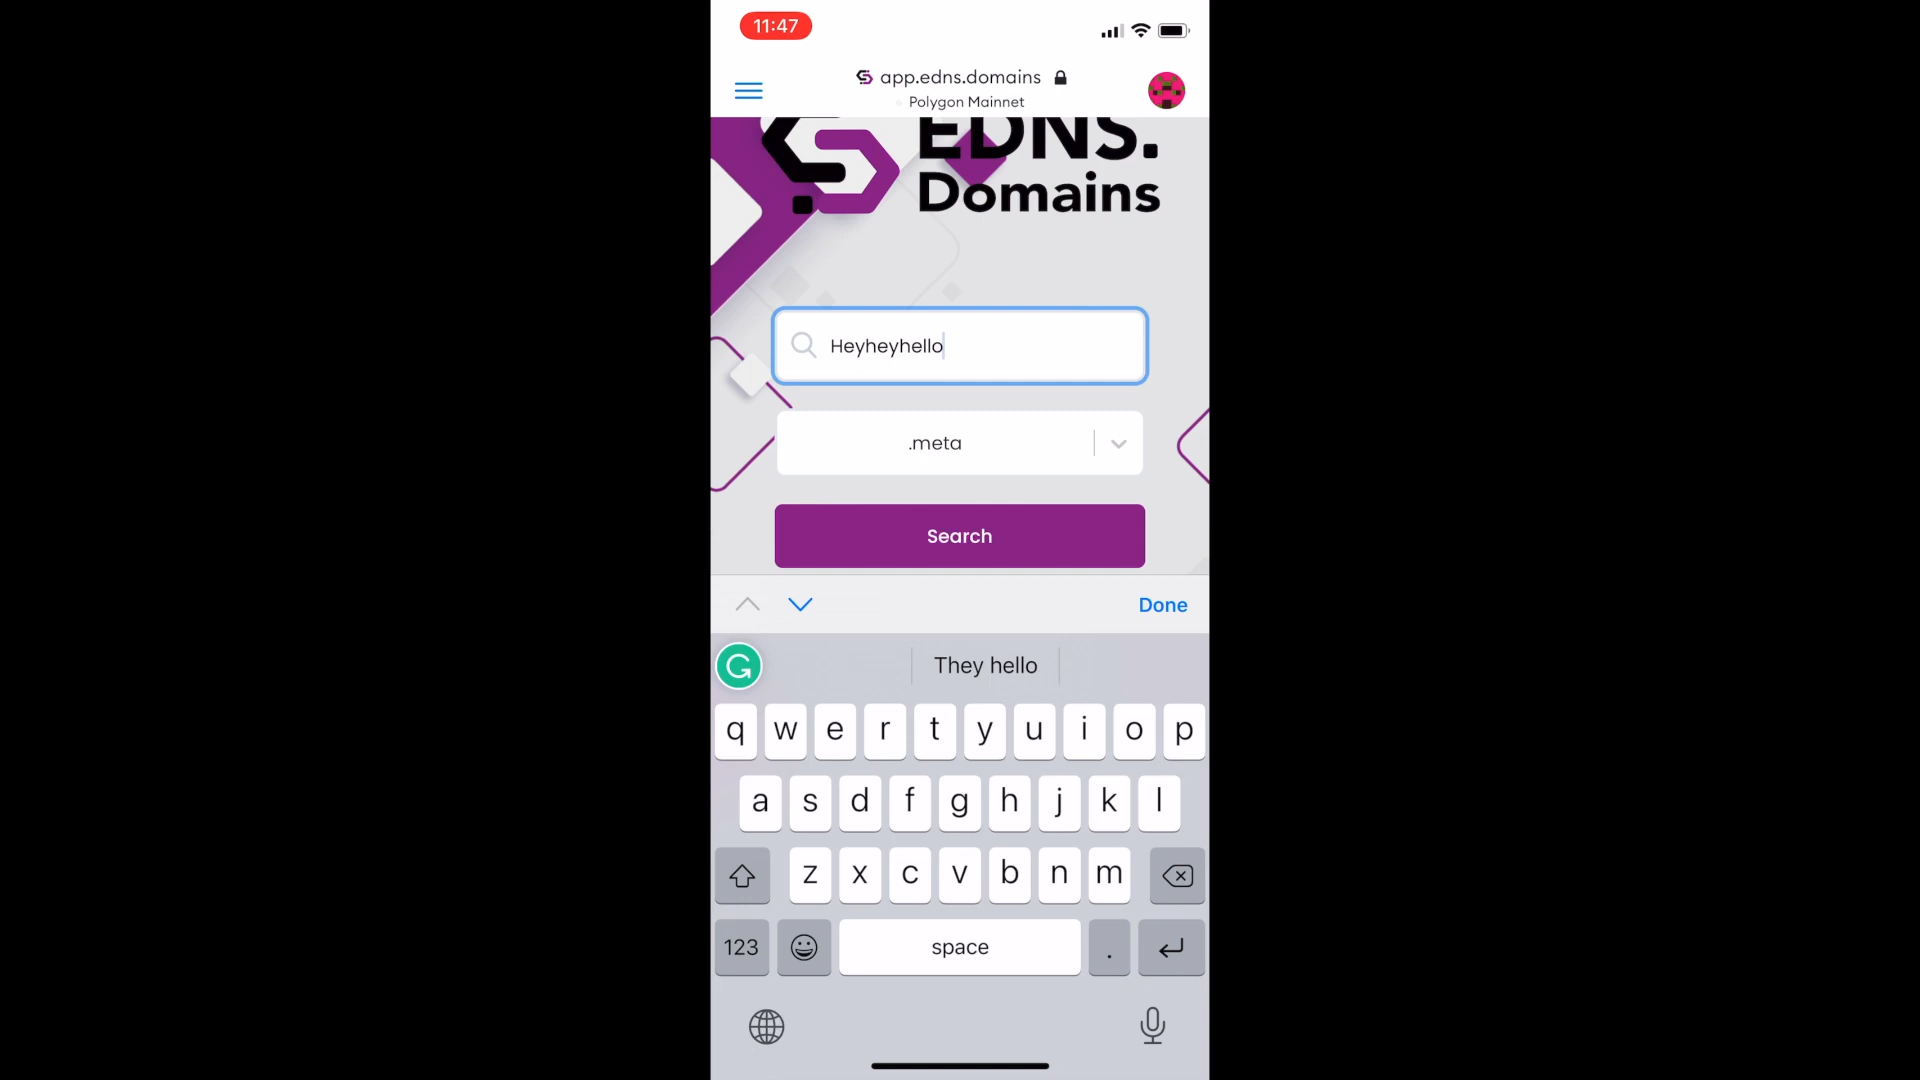 11:47
app.edns.domains
Polygon Mainnet
EDNS.
Domains
Heyheyhello
.meta
Search
Done
They hello
q w e r t y u i o p
a s d f g h j k l
z x c v b n m
123 space .